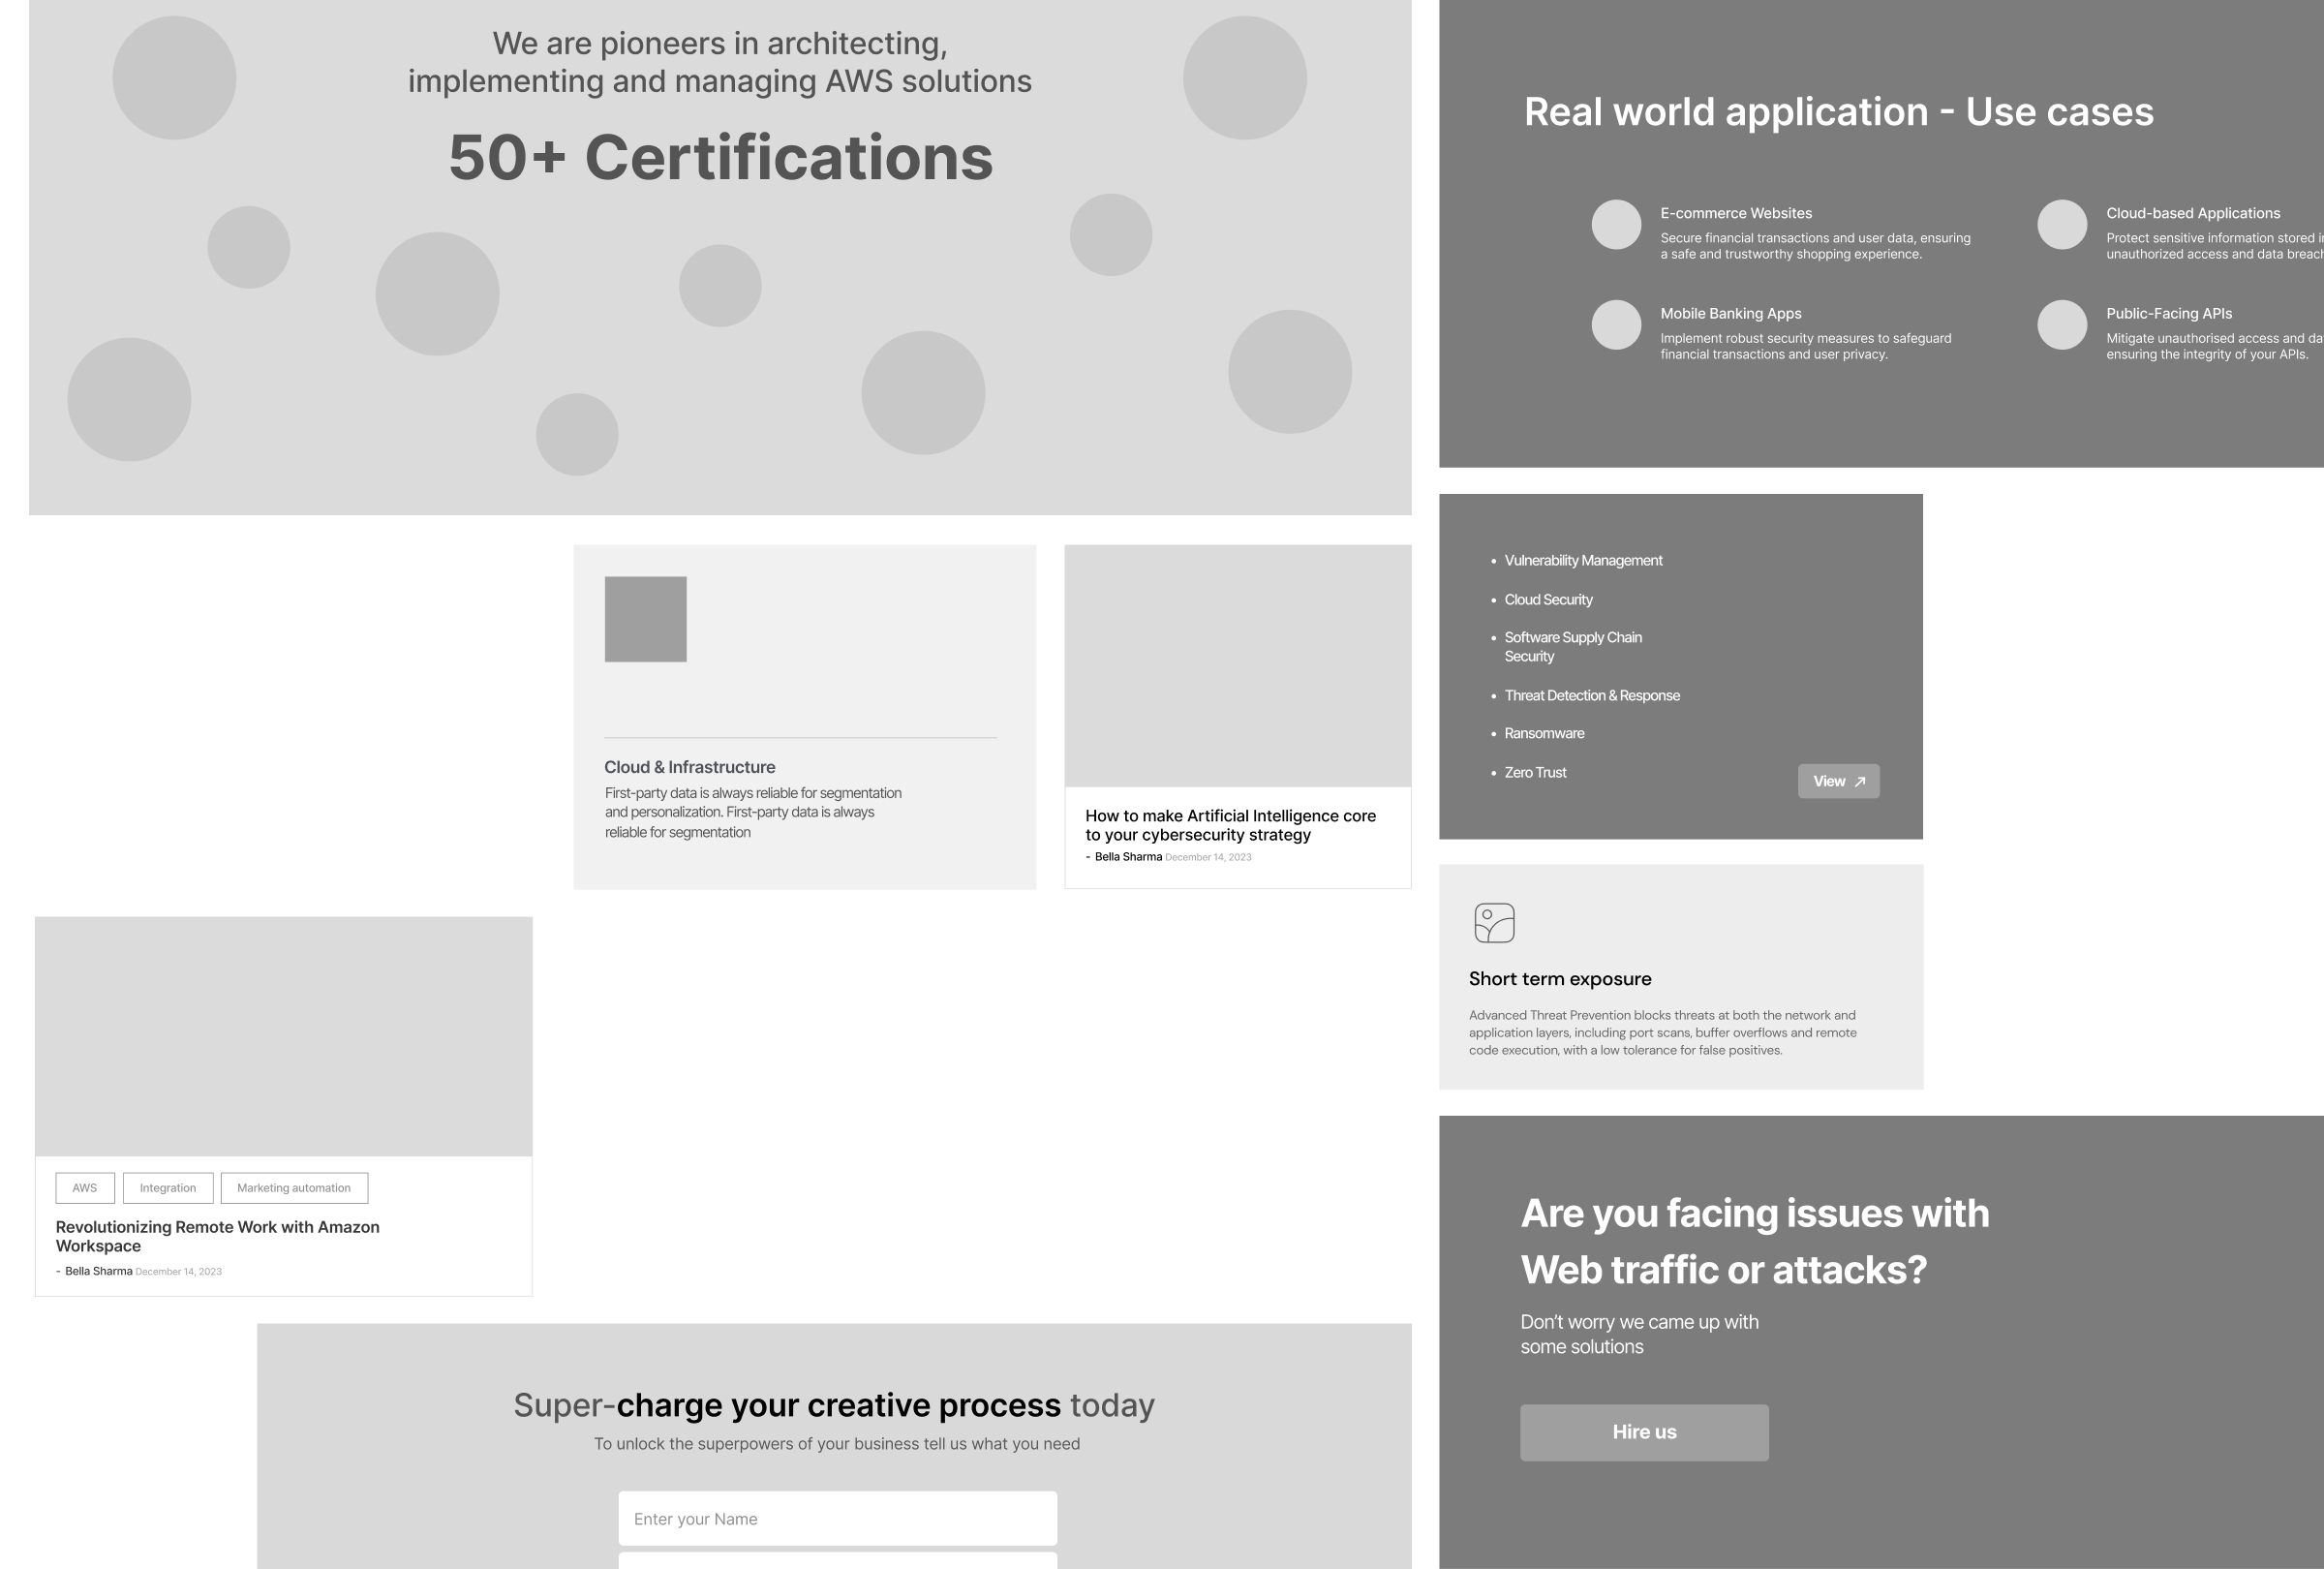 We are pioneers in architecting,
implementing and managing AWS solutions
50+ Certifications
Real world application - Use cases
E-commerce Websites
Secure financial transactions and user data, ensuring
a safe and trustworthy shopping experience.
Cloud-based Applications
Protect sensitive information stored
unauthorized access and data
Mobile Banking Apps
Implement robust security measures to safeguard
financial transactions and user privacy.
Public-Facing APIs
Mitigate unauthorised access and
ensuring the integrity of your APIs.
Cloud & Infrastructure
First-party data is always reliable for segmentation
and personalization. First-party data is always
reliable for segmentation
How to make Artificial Intelligence core
to your cybersecurity strategy
- Bella Sharma December 14, 2023
• Vulnerability Management
• Cloud Security
• Software Supply Chain
Security
• Threat Detection & Response
• Ransomware
• Zero Trust
View
Short term exposure
Advanced Threat Prevention blocks threats at both the network and
application layers, including port scans, buffer overflows and remote
code execution, with a low tolerance for false positives.
AWS
Integration
Marketing automation
Revolutionizing Remote Work with Amazon
Workspace
- Bella Sharma December 14, 2023
Super-charge your creative process today
To unlock the superpowers of your business tell us what you need
Enter your Name
Are you facing issues with
Web traffic or attacks?
Don't worry we came up with
some solutions
Hire us